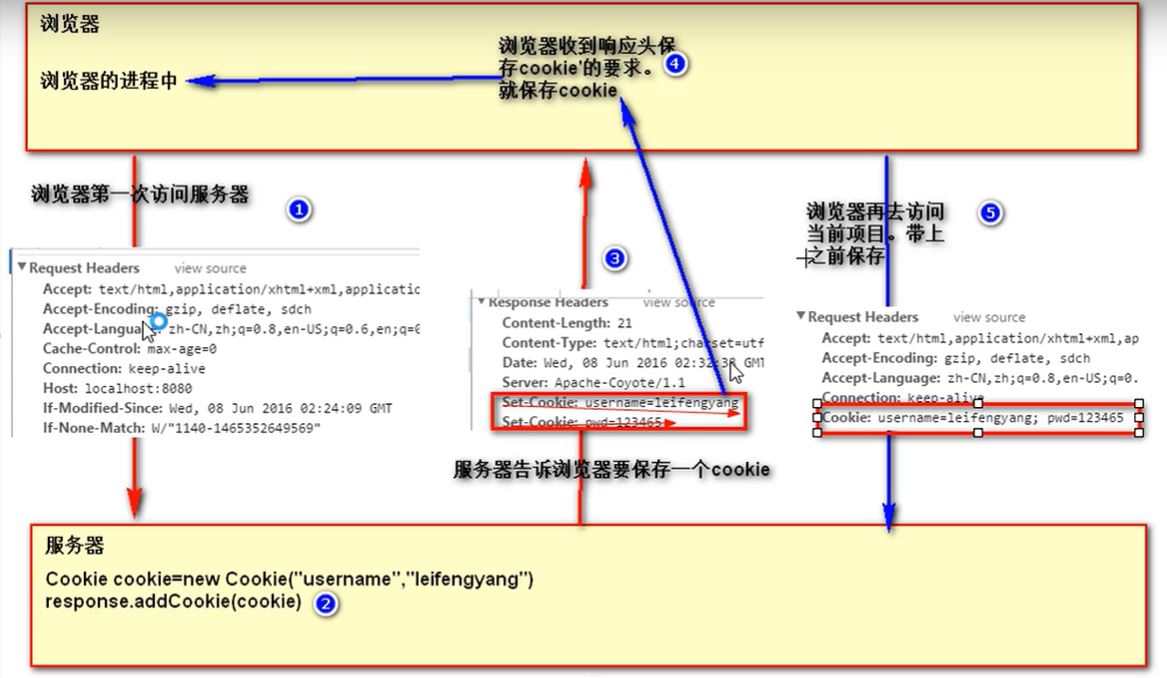 浏览器
浏览器的进程中
浏览器收到响应头保
存cookie'的要求。
就保存cookie
4
浏览器第一次访问服务器
1
Request Headers view source
Accept: text/html,application/xhtml+xml,applicatio
Accept-Encoding: gzip, deflate, sdch
Accept-Language: zh-CN,zh;q=0.8,en-US;q=0.6,en;q=0
Cache-Control: max-age=0
Connection: keep-alive
Host: localhost:8080
If-Modified-Since: Wed, 08 Jun 2016 02:24:09 GMT
If-None-Match: W/"1140-1465352649569"
3
Response Headers view source
Content-Length: 21
Content-Type: text/html;charset=utf
Date: Wed, 08 Jun 2016 02:32:38 GMT
Server: Apache-Coyote/1.1
Set-Cookie: username=leifengyang
Set-Cookie: pwd=123465
服务器告诉浏览器要保存一个cookie
浏览器再去访问
当前项目。带上
之前保存
5
Request Headers view source
Accept: text/html,application/xhtml+xml,ap
Accept-Encoding: gzip, deflate, sdch
Accept-Language: zh-CN,zh;q=0.8,en-US;q=0.
Connection: keep-alive
Cookie: username=leifengyang; pwd=123465
服务器
Cookie cookie=new Cookie("username","leifengyang")
response.addCookie(cookie)
2